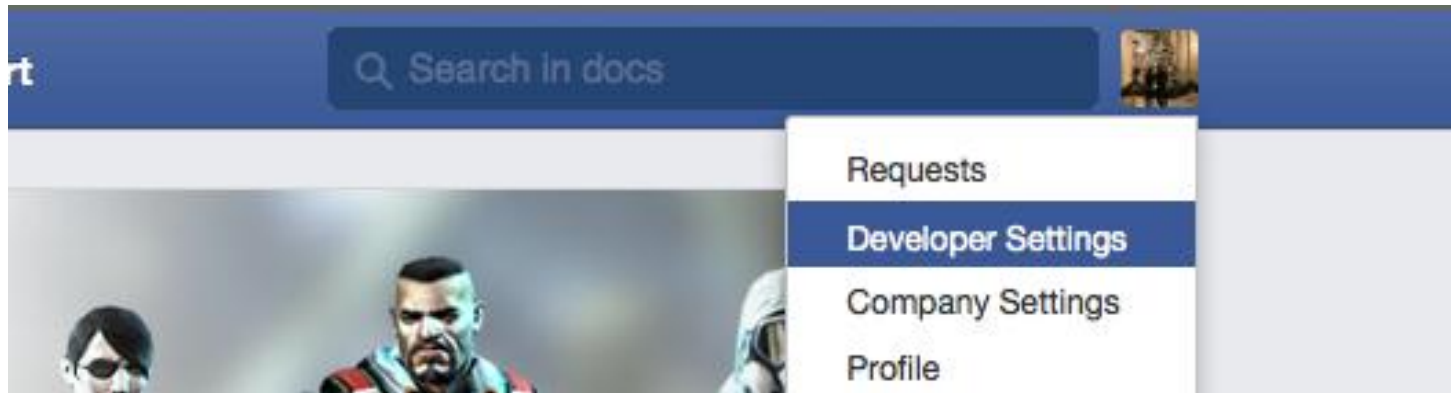 rt
Search in docs
Requests
Developer Settings
Company Settings
Profile